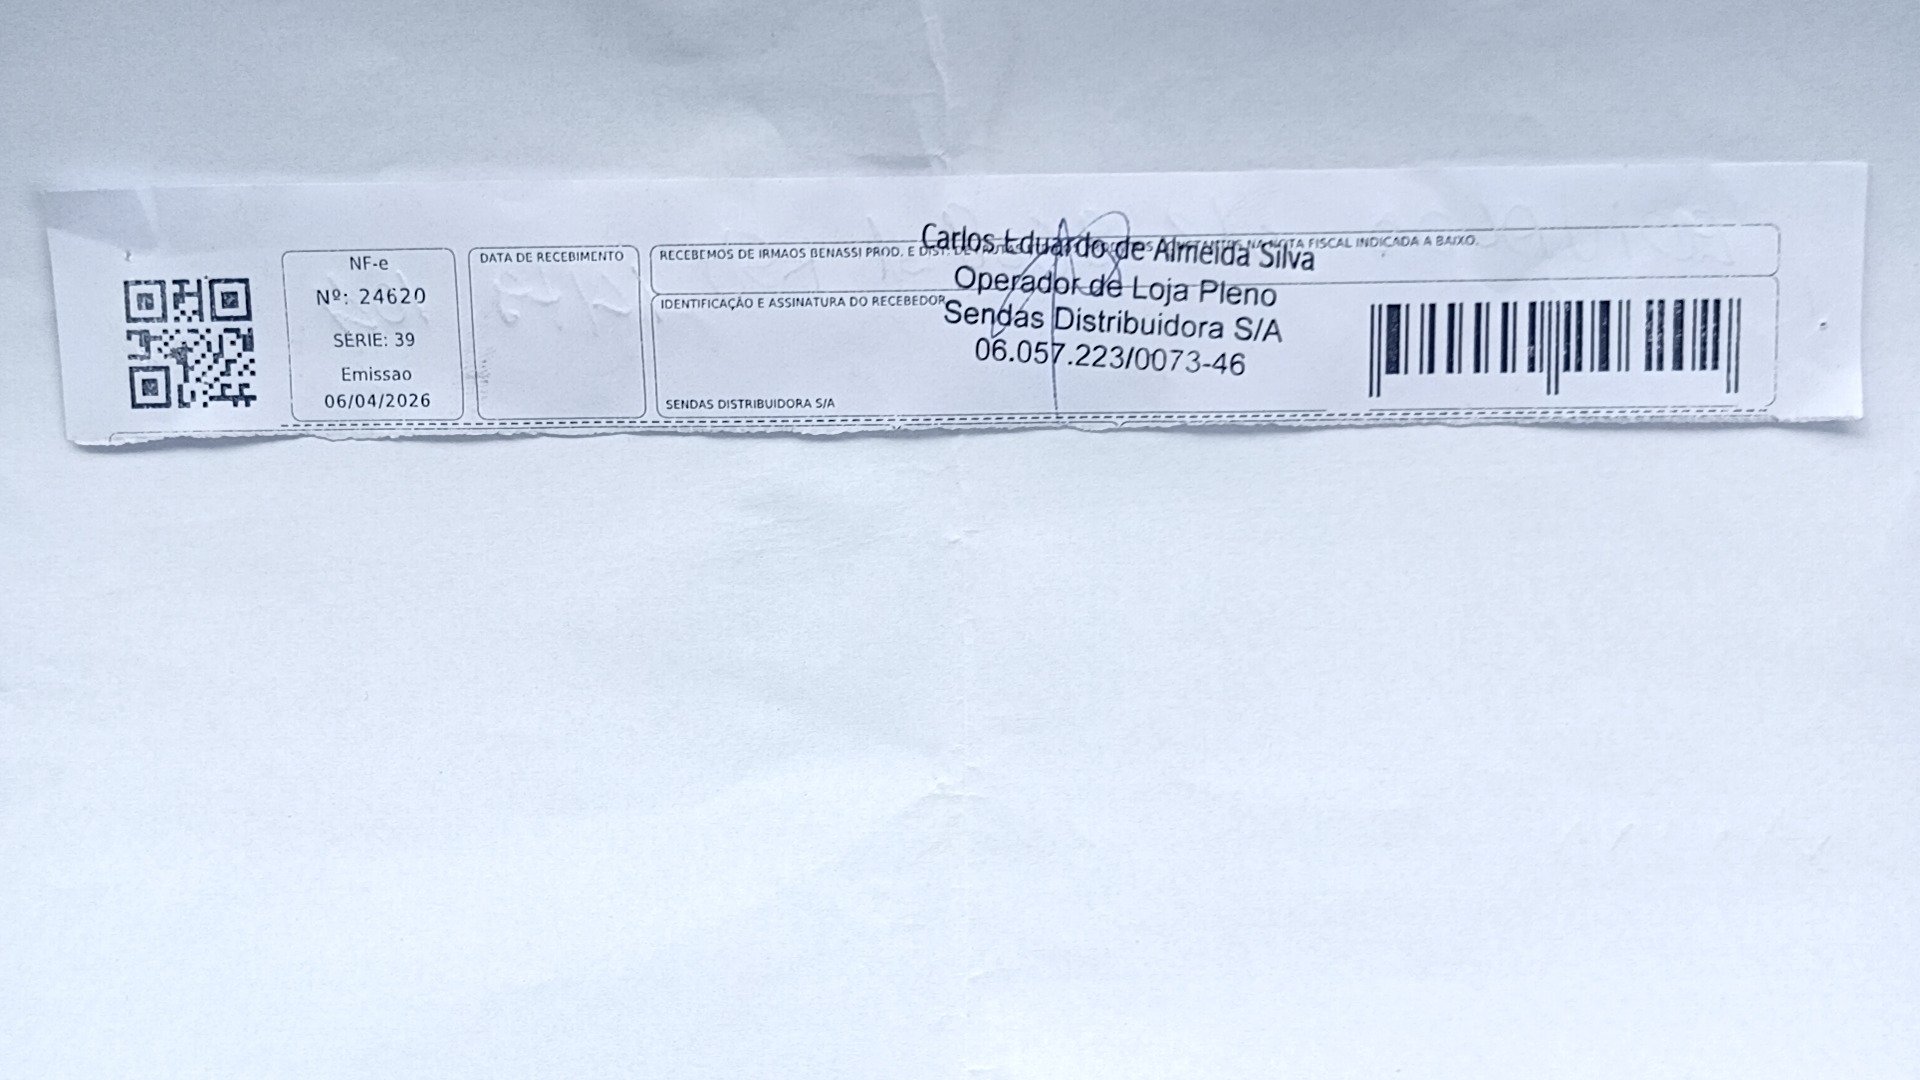 NF-e
Nº: 24620
SÉRIE: 39
Emissao
06/04/2026
DATA DE RECEBIMENTO
RECEBEMOS DE IRMAOS BENASSI PROD. E DIST. DE NOTA FISCAL INDICADA A BAIXO.
IDENTIFICAÇÃO E ASSINATURA DO RECEBEDOR
Carlos Eduardo de Almeida Silva
Operador de Loja Pleno
Sendas Distribuidora S/A
06.057.223/0073-46
SENDAS DISTRIBUIDORA S/A